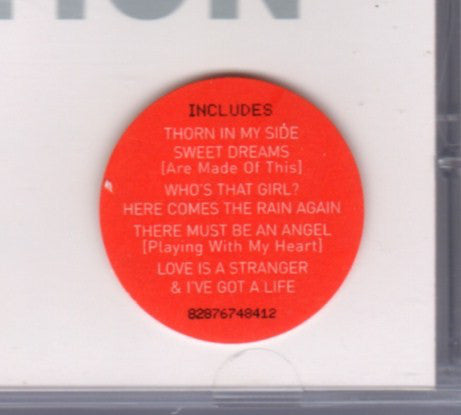 INCLUDES
THORN IN MY SIDE
SWEET DREAMS
[Are Made Of This]
WHO'S THAT GIRL?
HERE COMES THE RAIN AGAIN
THERE MUST BE AN ANGEL
[Playing With My Heart]
LOVE IS A STRANGER
& I'VE GOT A LIFE
82876748412